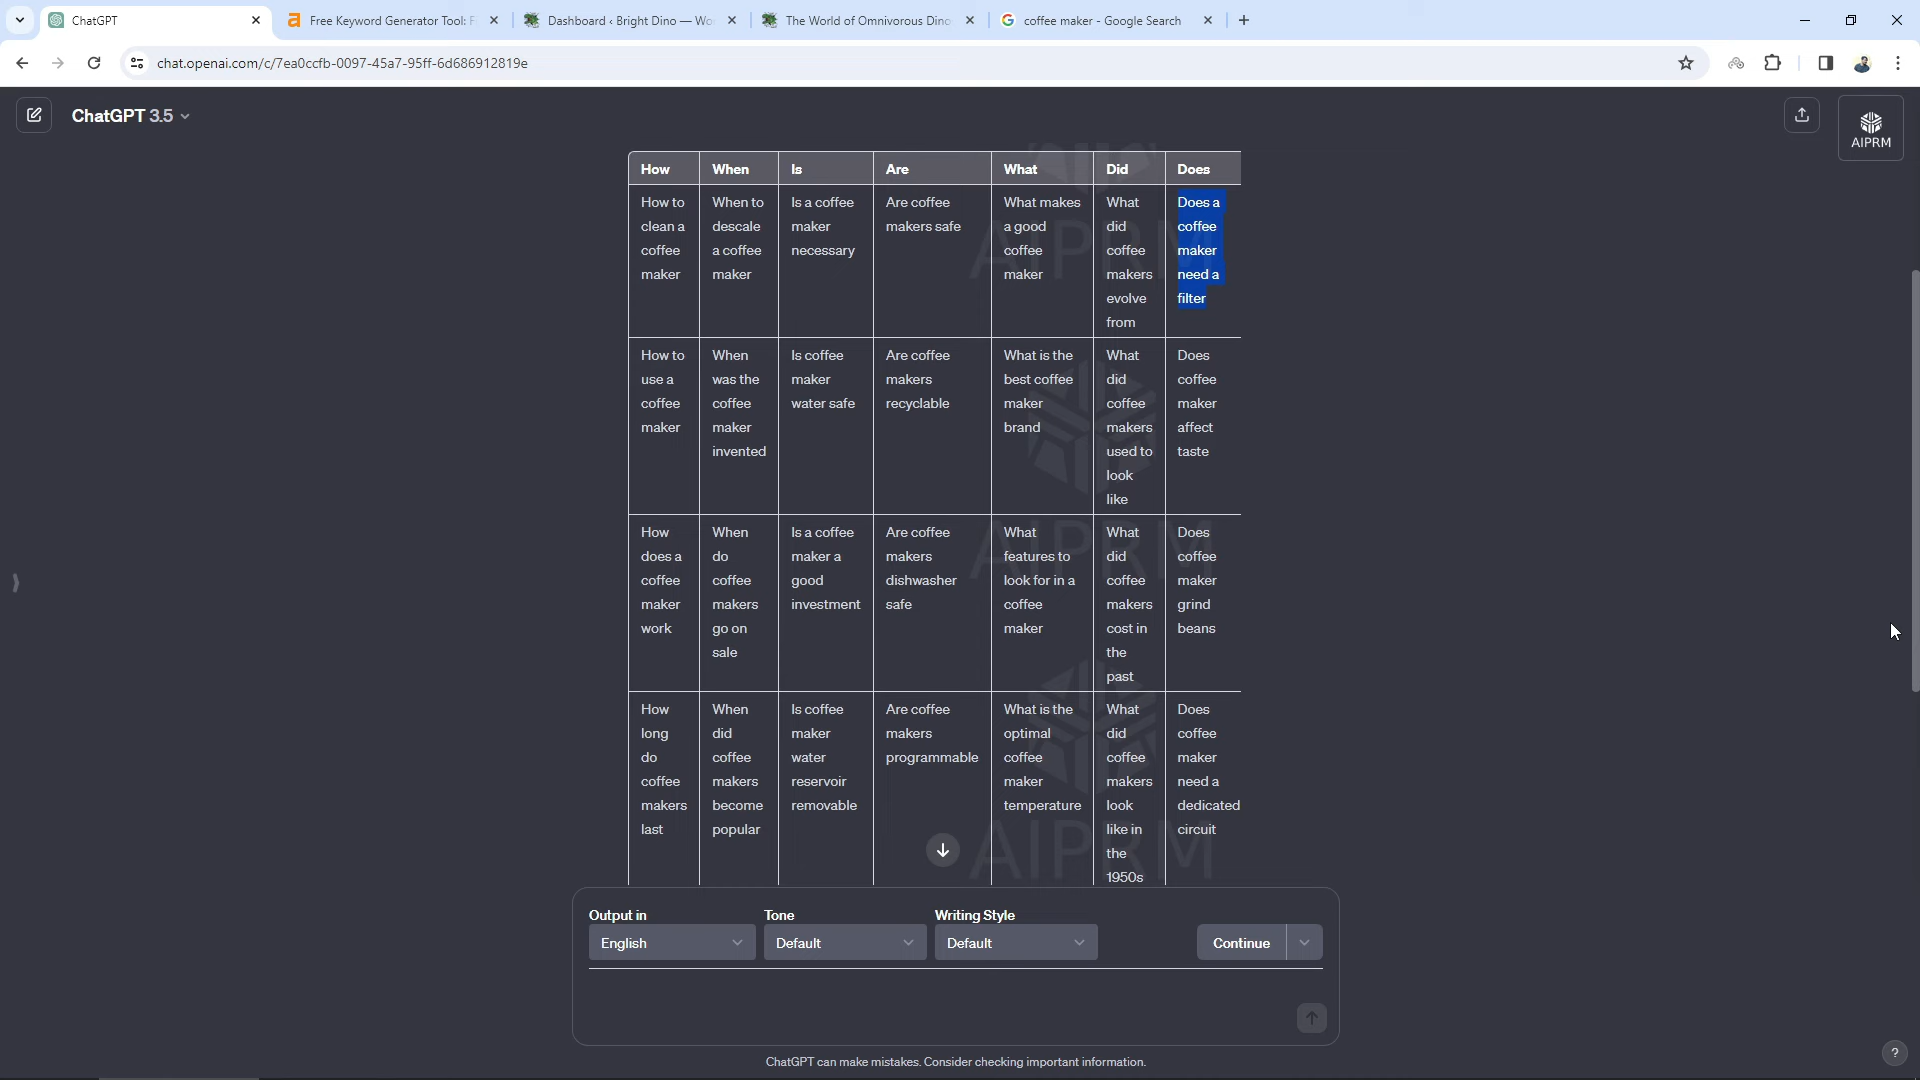 ChatGPT
Free Keyword Generator Tool: F
Dashboard ‹ Bright Dino — Wo
The World of Omnivorous Dino
coffee maker - Google Search
chat.openai.com/c/7ea0ccfb-0097-45a7-95ff-6d686912819e
ChatGPT 3.5
AIPRM
How
When
Is
Are
What
Did
Does
How to
clean a
coffee
maker
When to
descale
a coffee
maker
Is a coffee
maker
necessary
Are coffee
makers safe
What makes
a good
coffee
maker
What
did
coffee
makers
evolve
from
Does a
coffee
maker
need a
filter
How to
use a
coffee
maker
When
was the
coffee
maker
invented
Is coffee
maker
water safe
Are coffee
makers
recyclable
What is the
best coffee
maker
brand
What
did
coffee
makers
used to
look
like
Does
coffee
maker
affect
taste
How
does a
coffee
maker
work
When
do
coffee
makers
go on
sale
Is a coffee
maker a
good
investment
Are coffee
makers
dishwasher
safe
What
features to
look for in a
coffee
maker
What
did
coffee
makers
cost in
the
past
Does
coffee
maker
grind
beans
How
long
do
coffee
makers
last
When
did
coffee
makers
become
popular
Is coffee
maker
water
reservoir
removable
Are coffee
makers
programmable
What is the
optimal
coffee
maker
temperature
What
did
coffee
makers
look
like in
the
1950s
Does
coffee
maker
need a
dedicated
circuit
AIPRM
AIPRM
AIPRM
Output in
Tone
Writing Style
English
Default
Default
Continue
ChatGPT can make mistakes. Consider checking important information.
?